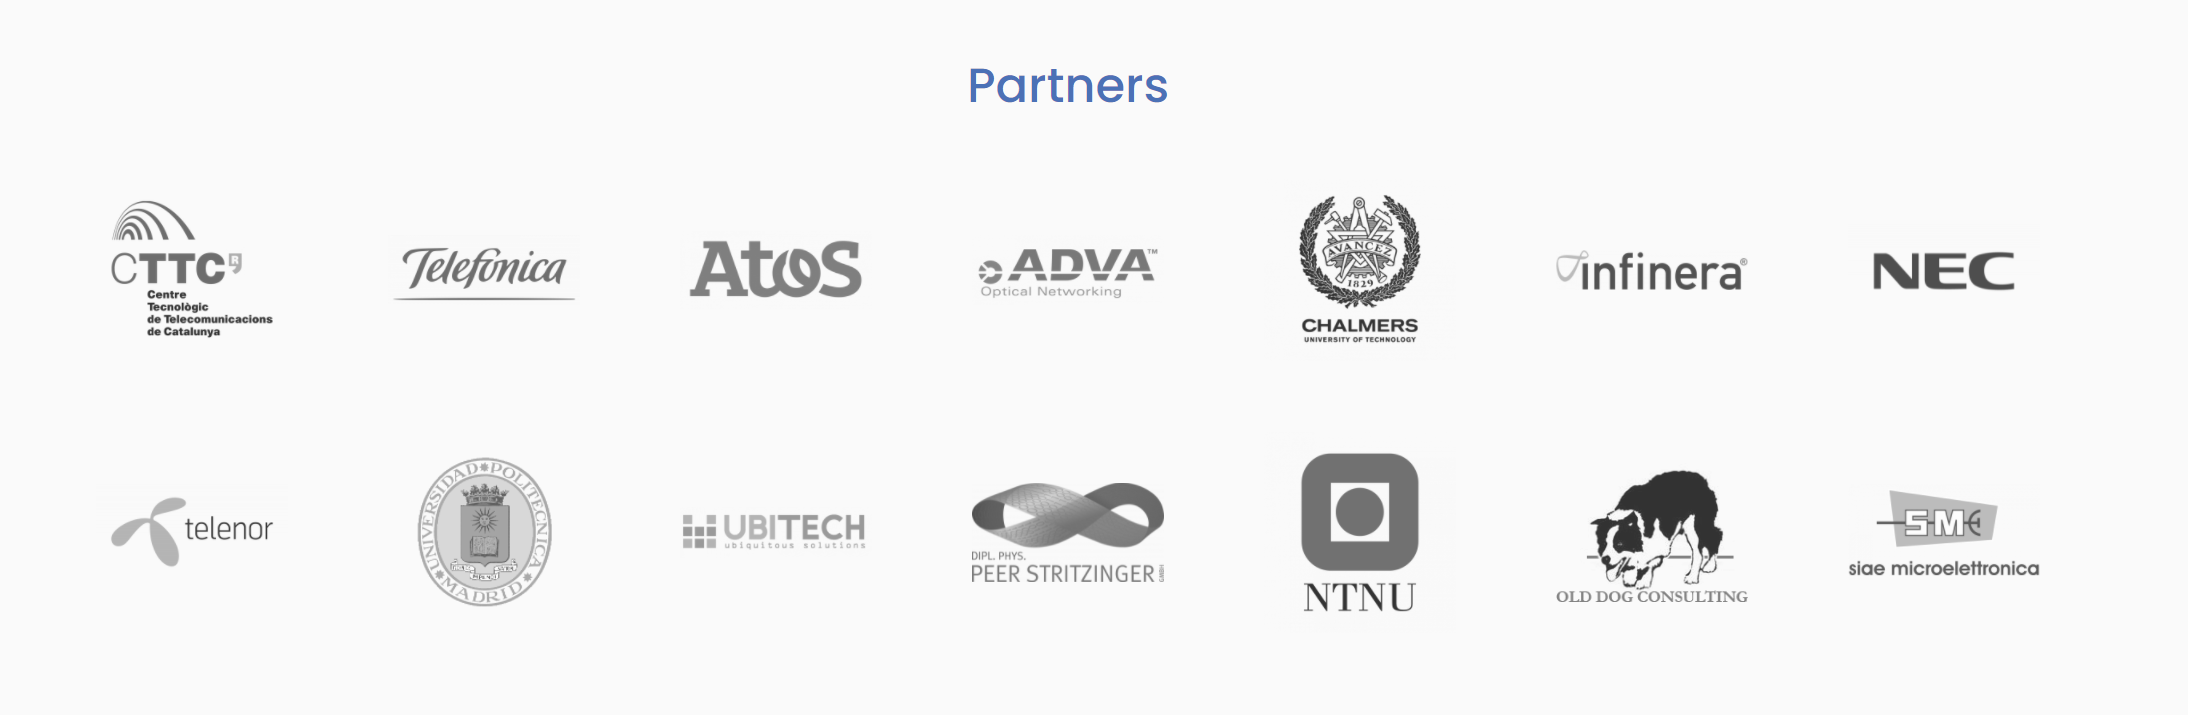 Partners
CTTC
Centre
Tecnològic
de Telecomunicacions
de Catalunya
Telefónica
Atos
ADVA™
Optical Networking
AVANCEZ
1829
CHALMERS
UNIVERSITY OF TECHNOLOGY
infinera®
NEC
telenor
UNIVERSIDAD POLITECNICA
MADRID
UBITECH
ubiquitous solutions
DIPL. PHYS.
PEER STRITZINGER GMBH
NTNU
OLD DOG CONSULTING
SM
siae microelettronica